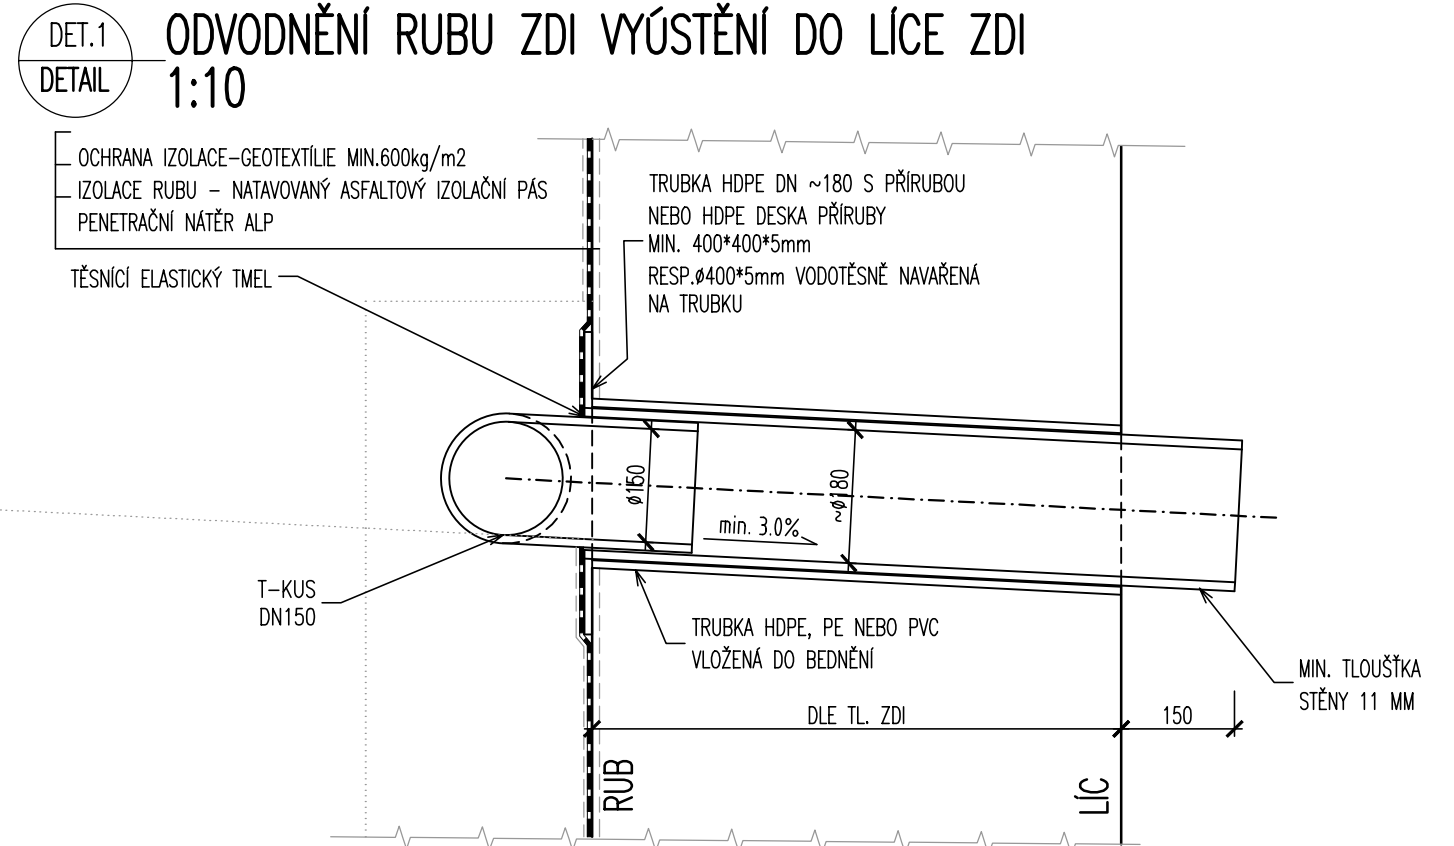 DET.1
DETAIL
ODVODNĚNÍ RUBU ZDI VYÚSTĚNÍ DO LÍCE ZDI
1:10
OCHRANA IZOLACE-GEOTEXTÍLIE MIN.600kg/m2
IZOLACE RUBU - NATAVOVANÝ ASFALTOVÝ IZOLAČNÍ PÁS
PENETRAČNÍ NÁTĚR ALP
TĚSNÍCÍ ELASTICKÝ TMEL
TRUBKA HDPE DN ~180 S PŘÍRUBOU
NEBO HDPE DESKA PŘÍRUBY
MIN. 400*400*5mm
RESP.ø400*5mm VODOTĚSNĚ NAVAŘENÁ
NA TRUBKU
ø150
~ø180
min. 3.0%
T-KUS
DN150
TRUBKA HDPE, PE NEBO PVC
VLOŽENÁ DO BEDNĚNÍ
MIN. TLOUŠŤKA
STĚNY 11 MM
DLE TL. ZDI
150
RUB
LÍC